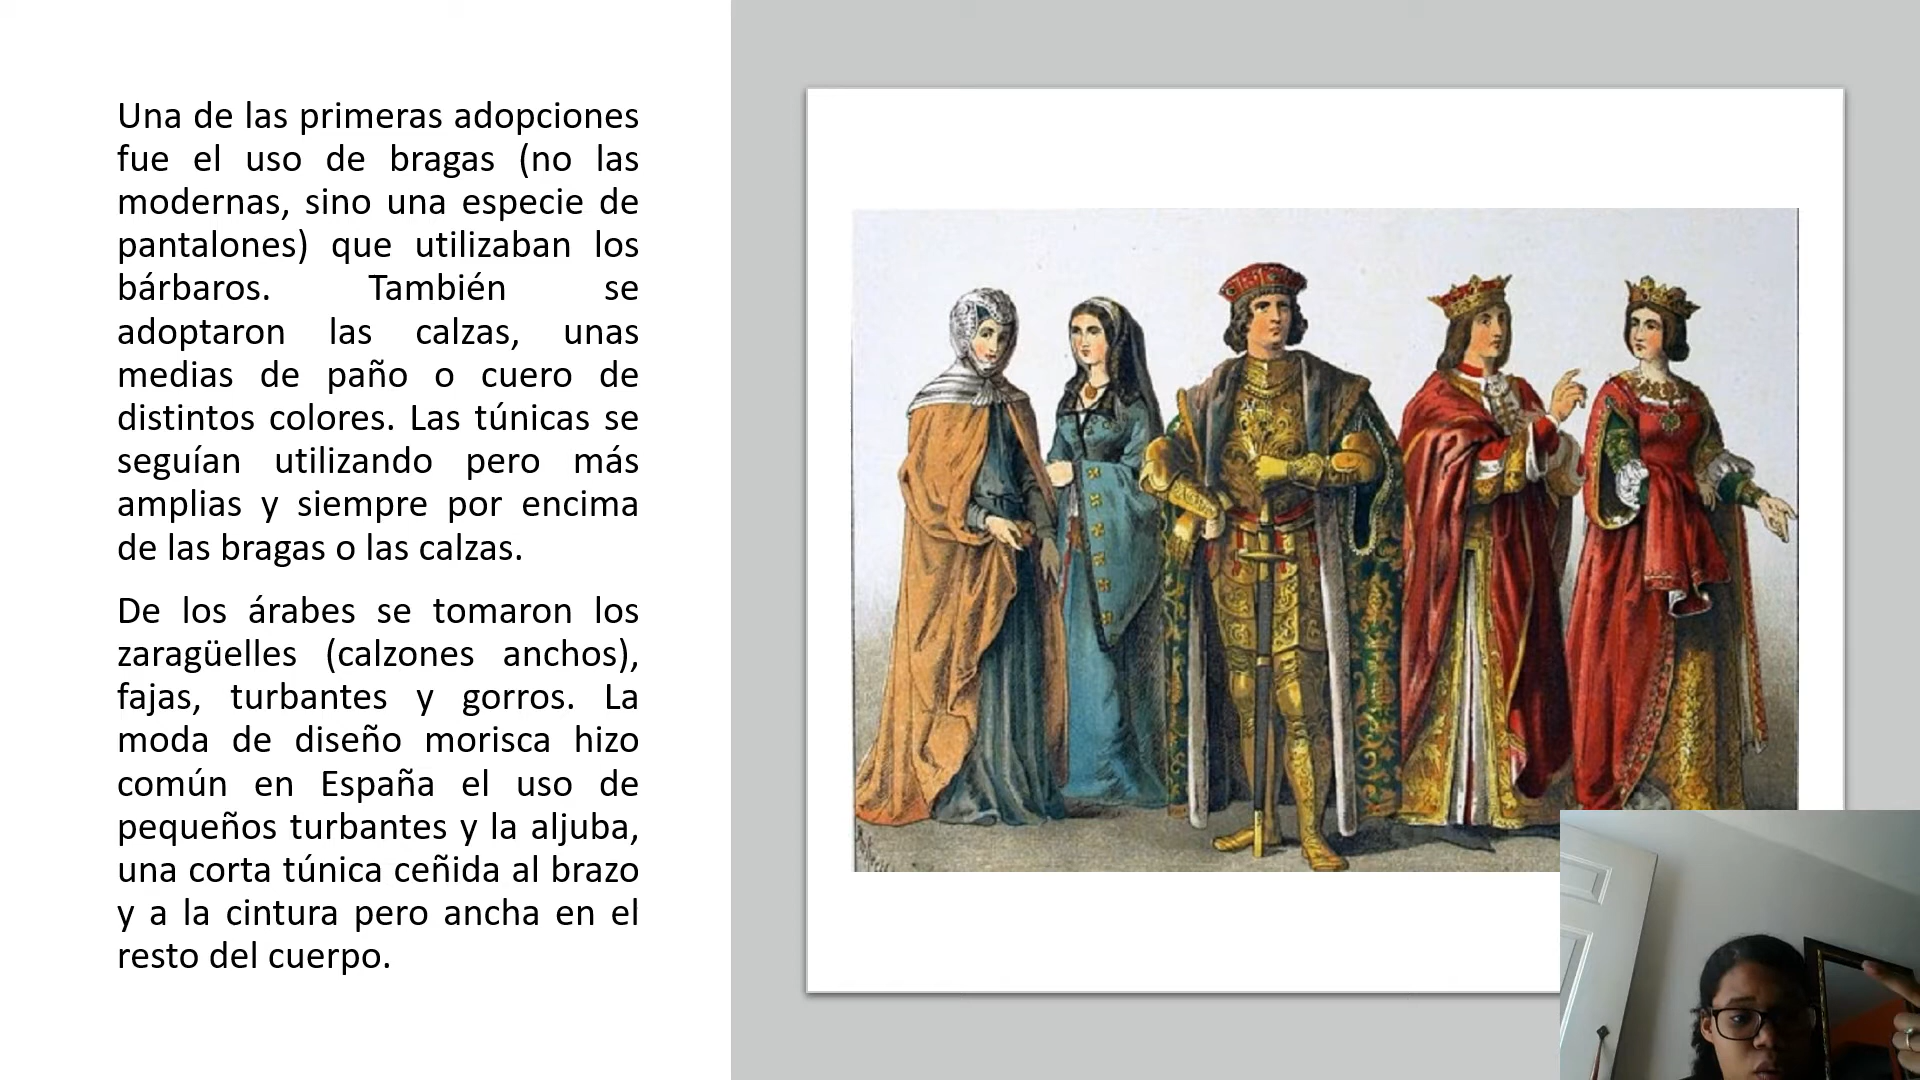 Una de las primeras adopciones
fue el uso de bragas (no las
modernas, sino una especie de
pantalones) que utilizaban los
bárbaros. También se
adoptaron las calzas, unas
medias de paño o cuero de
distintos colores. Las túnicas se
seguían utilizando pero más
amplias y siempre por encima
de las bragas o las calzas.
De los árabes se tomaron los
zaragüelles (calzones anchos),
fajas, turbantes y gorros. La
moda de diseño morisca hizo
común en España el uso de
pequeños turbantes y la aljuba,
una corta túnica ceñida al brazo
y a la cintura pero ancha en el
resto del cuerpo.